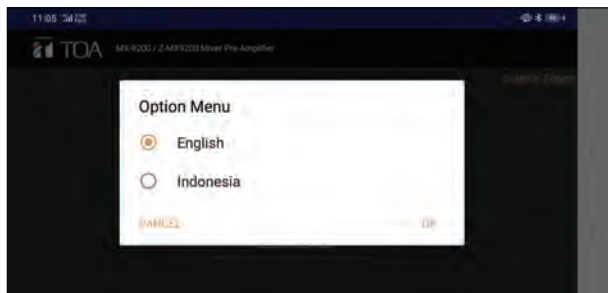 11:05
TOA MX-9200 / Z-MX9200 Mixer Pre-Amplifier
Option Menu
English
Indonesia
CANCEL OK